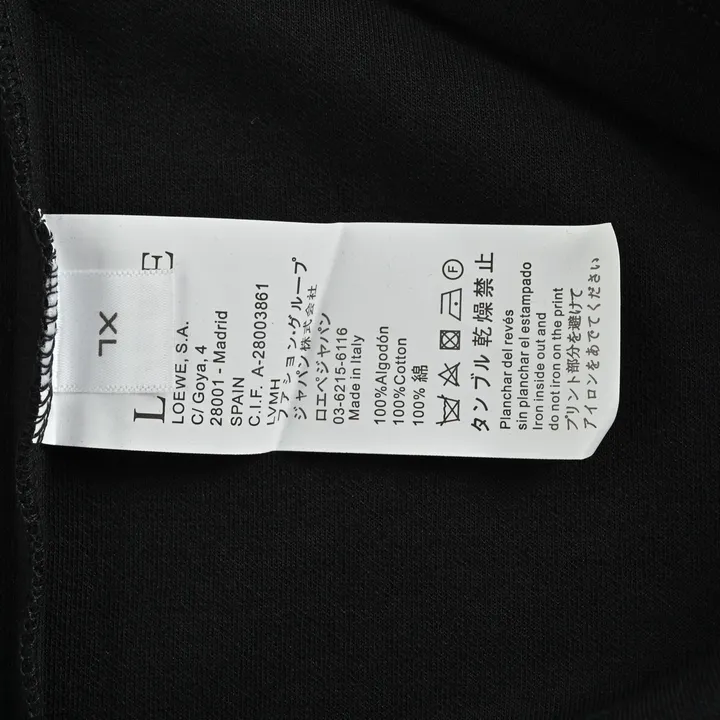 XL
L E
LOEWE, S.A.
C/ Goya, 4
28001 - Madrid
SPAIN
C.I.F. A-28003861
LVMH
ファッション・グループ
ジャパン株式会社
ロエベジャパン
03-6215-6116
Made in Italy
100%Algodón
100%Cotton
100% 綿
F
タンブル 乾燥禁止
Planchar del revés
sin planchar el estampado
Iron inside out and
do not iron on the print
プリント部分を避けて
アイロンをあでてください